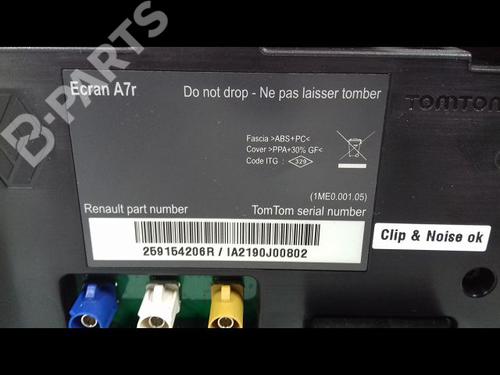 B-PARTS
Ecran A7r
Do not drop - Ne pas laisser tomber
TOMTOM
Fascia >ABS+PC<
Cover >PPA+30% GF<
Code ITG : <329>
(1ME0.001.05)
Renault part number
TomTom serial number
259154206R / IA2190J00802
Clip & Noise ok